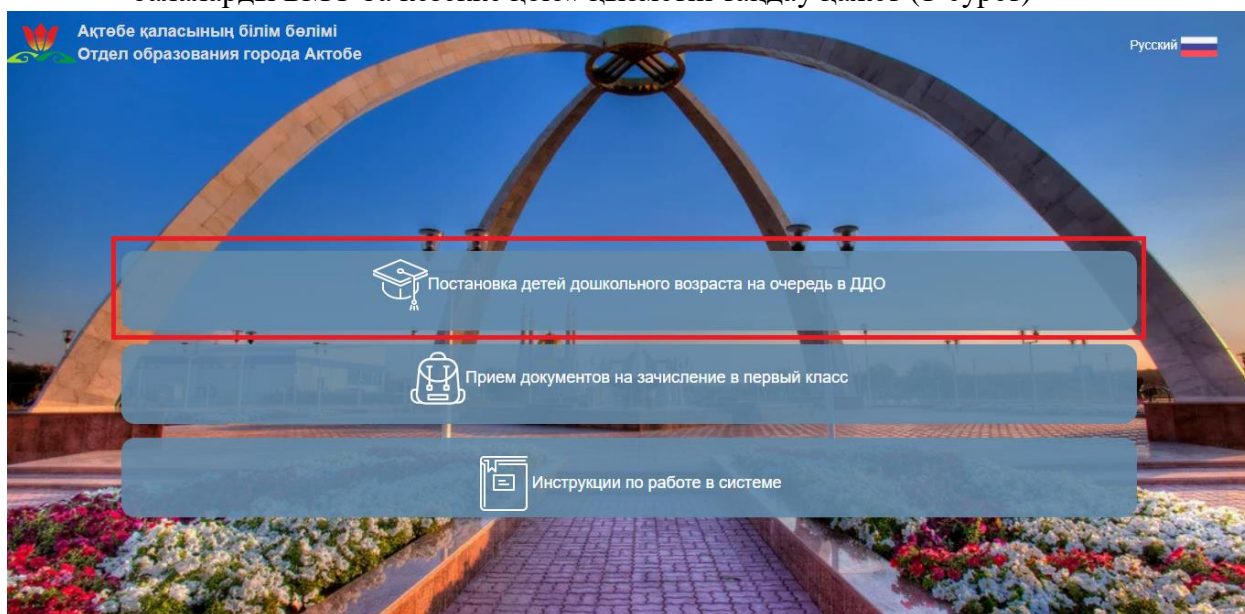 Ақтөбе қаласының білім бөлімі
Отдел образования города Актобе
Русский
Постановка детей дошкольного возраста на очередь в ДДО
Прием документов на зачисление в первый класс
Инструкции по работе в системе